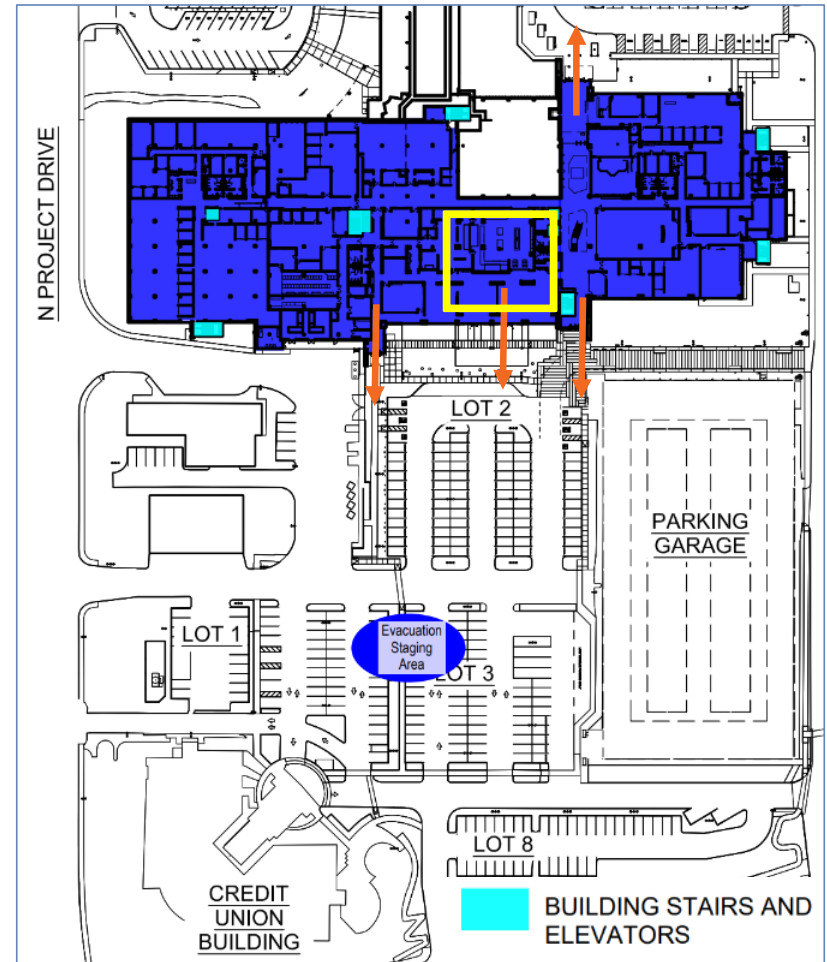 N PROJECT DRIVE
LOT 2
PARKING
GARAGE
LOT 1
Evacuation
Staging
Area
LOT 3
LOT 8
CREDIT
UNION
BUILDING
BUILDING STAIRS AND
ELEVATORS